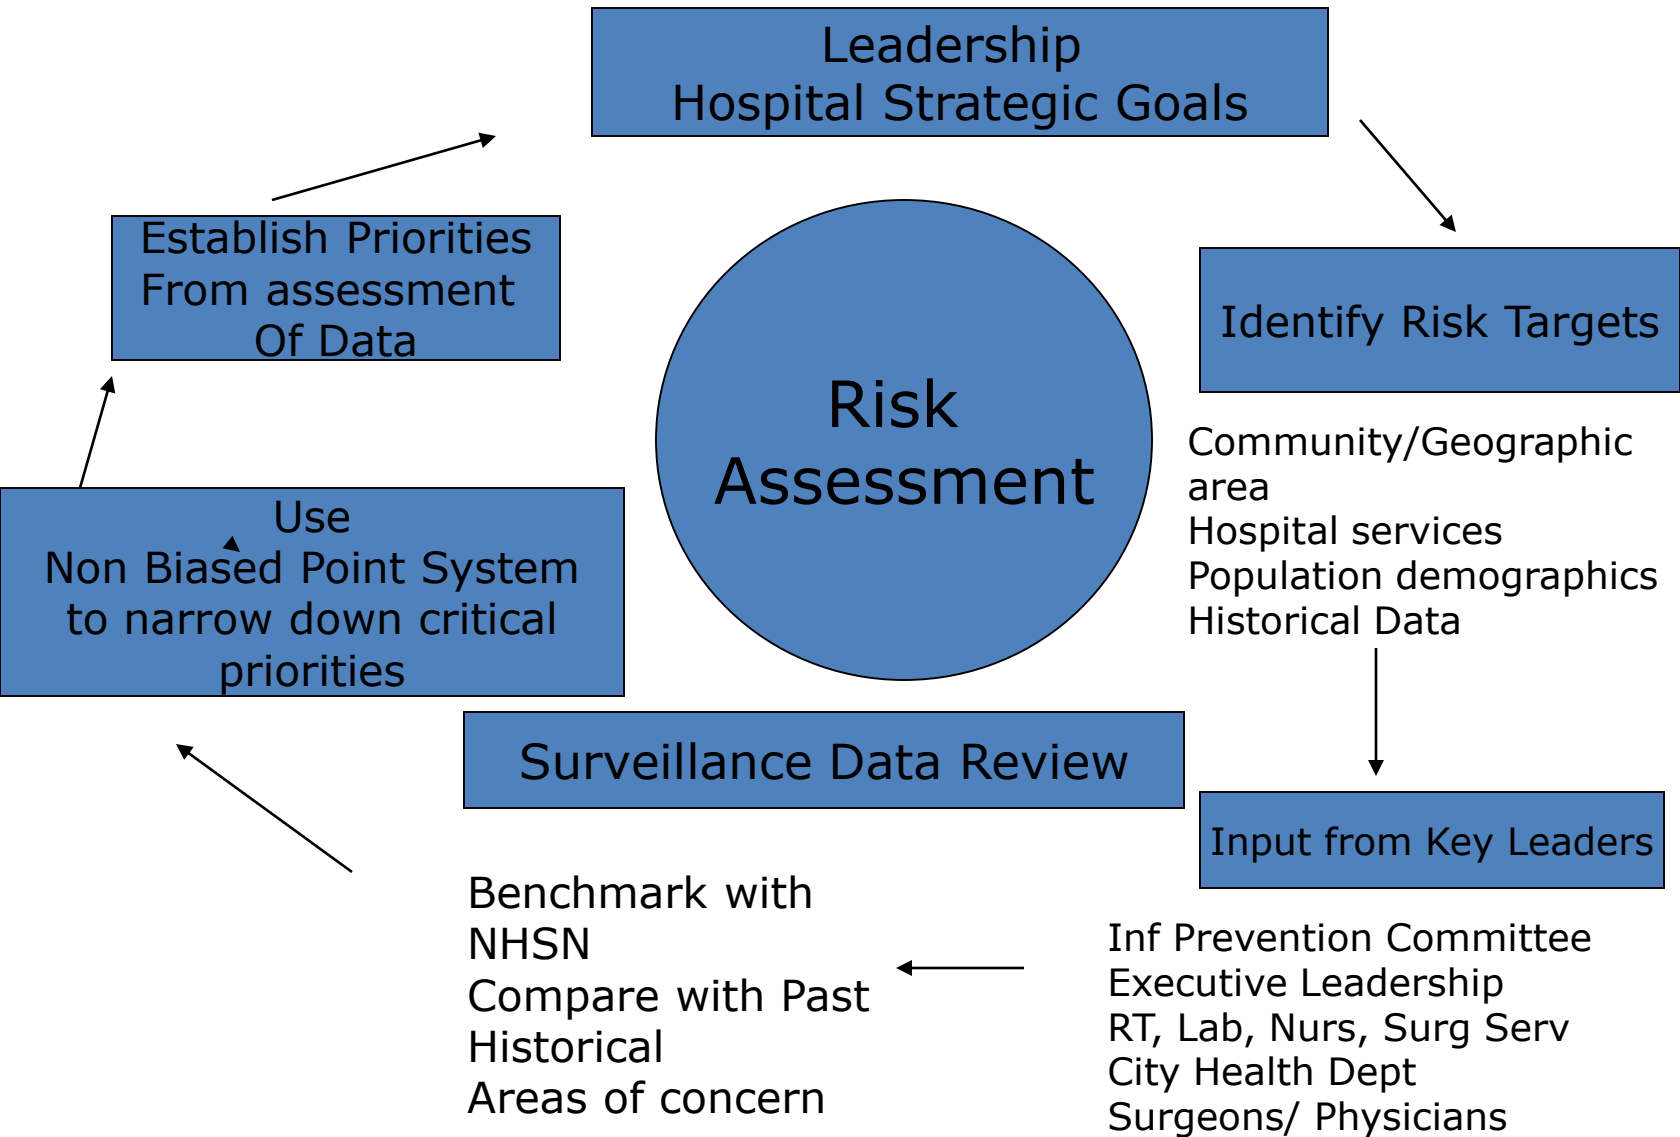 Leadership
Hospital Strategic Goals
Establish Priorities
From assessment
Of Data
Identify Risk Targets
Risk
Assessment
Community/Geographic
area
Hospital services
Population demographics
Historical Data
Use
Non Biased Point System
to narrow down critical
priorities
Surveillance Data Review
Input from Key Leaders
Benchmark with
NHSN
Compare with Past
Historical
Areas of concern
Inf Prevention Committee
Executive Leadership
RT, Lab, Nurs, Surg Serv
City Health Dept
Surgeons/ Physicians